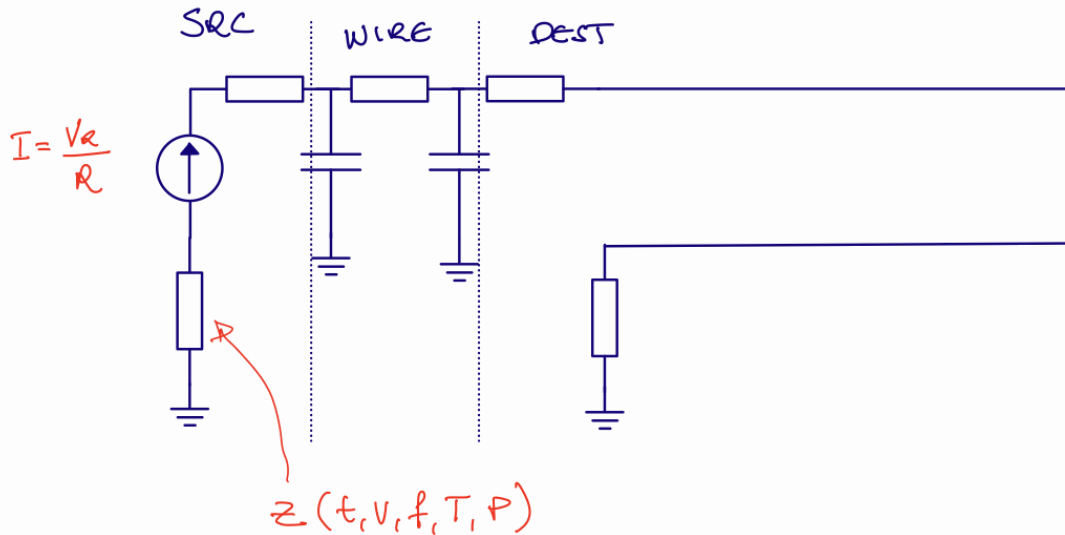 SRC
WIRE
DEST
I = VR/R
Z (t, V, f, T, P)